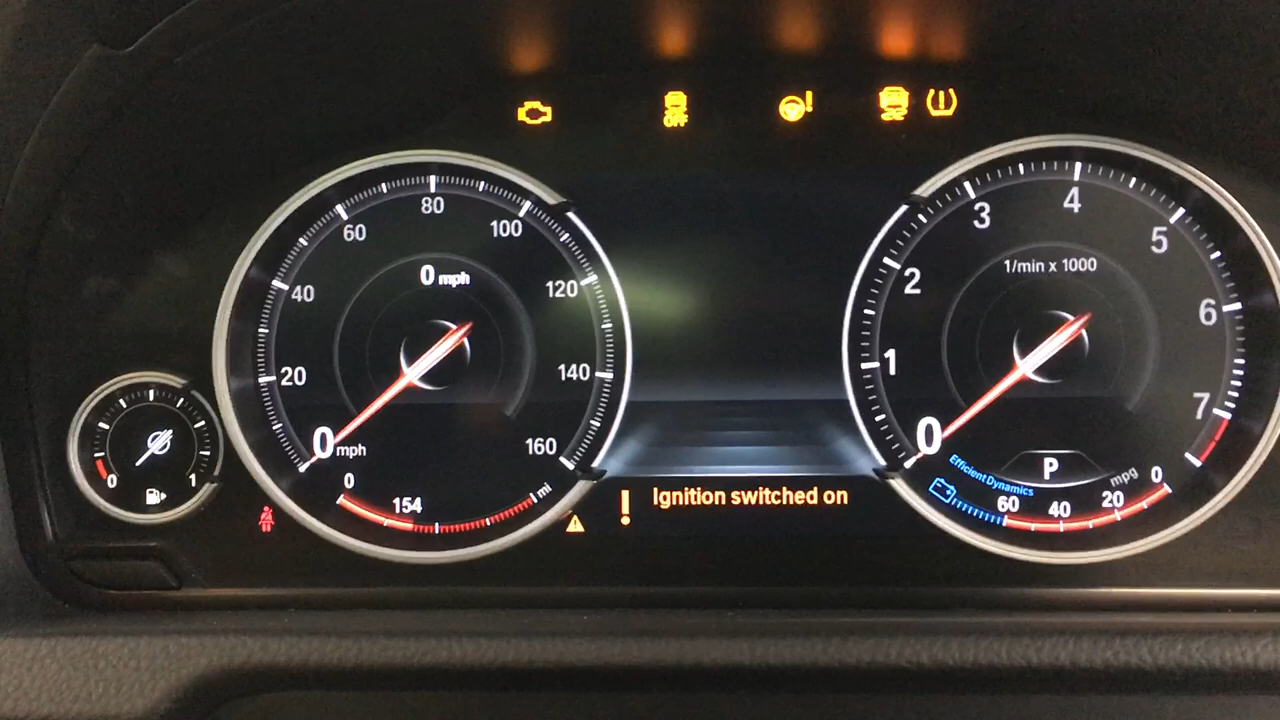 OFF
80
60
100
40
0 mph
120
20
140
0 mph
160
0
154
mi
0
1
Ignition switched on
4
3
5
1/min x 1000
2
6
1
7
0
P
Efficient Dynamics
mpg
60
40
20
0